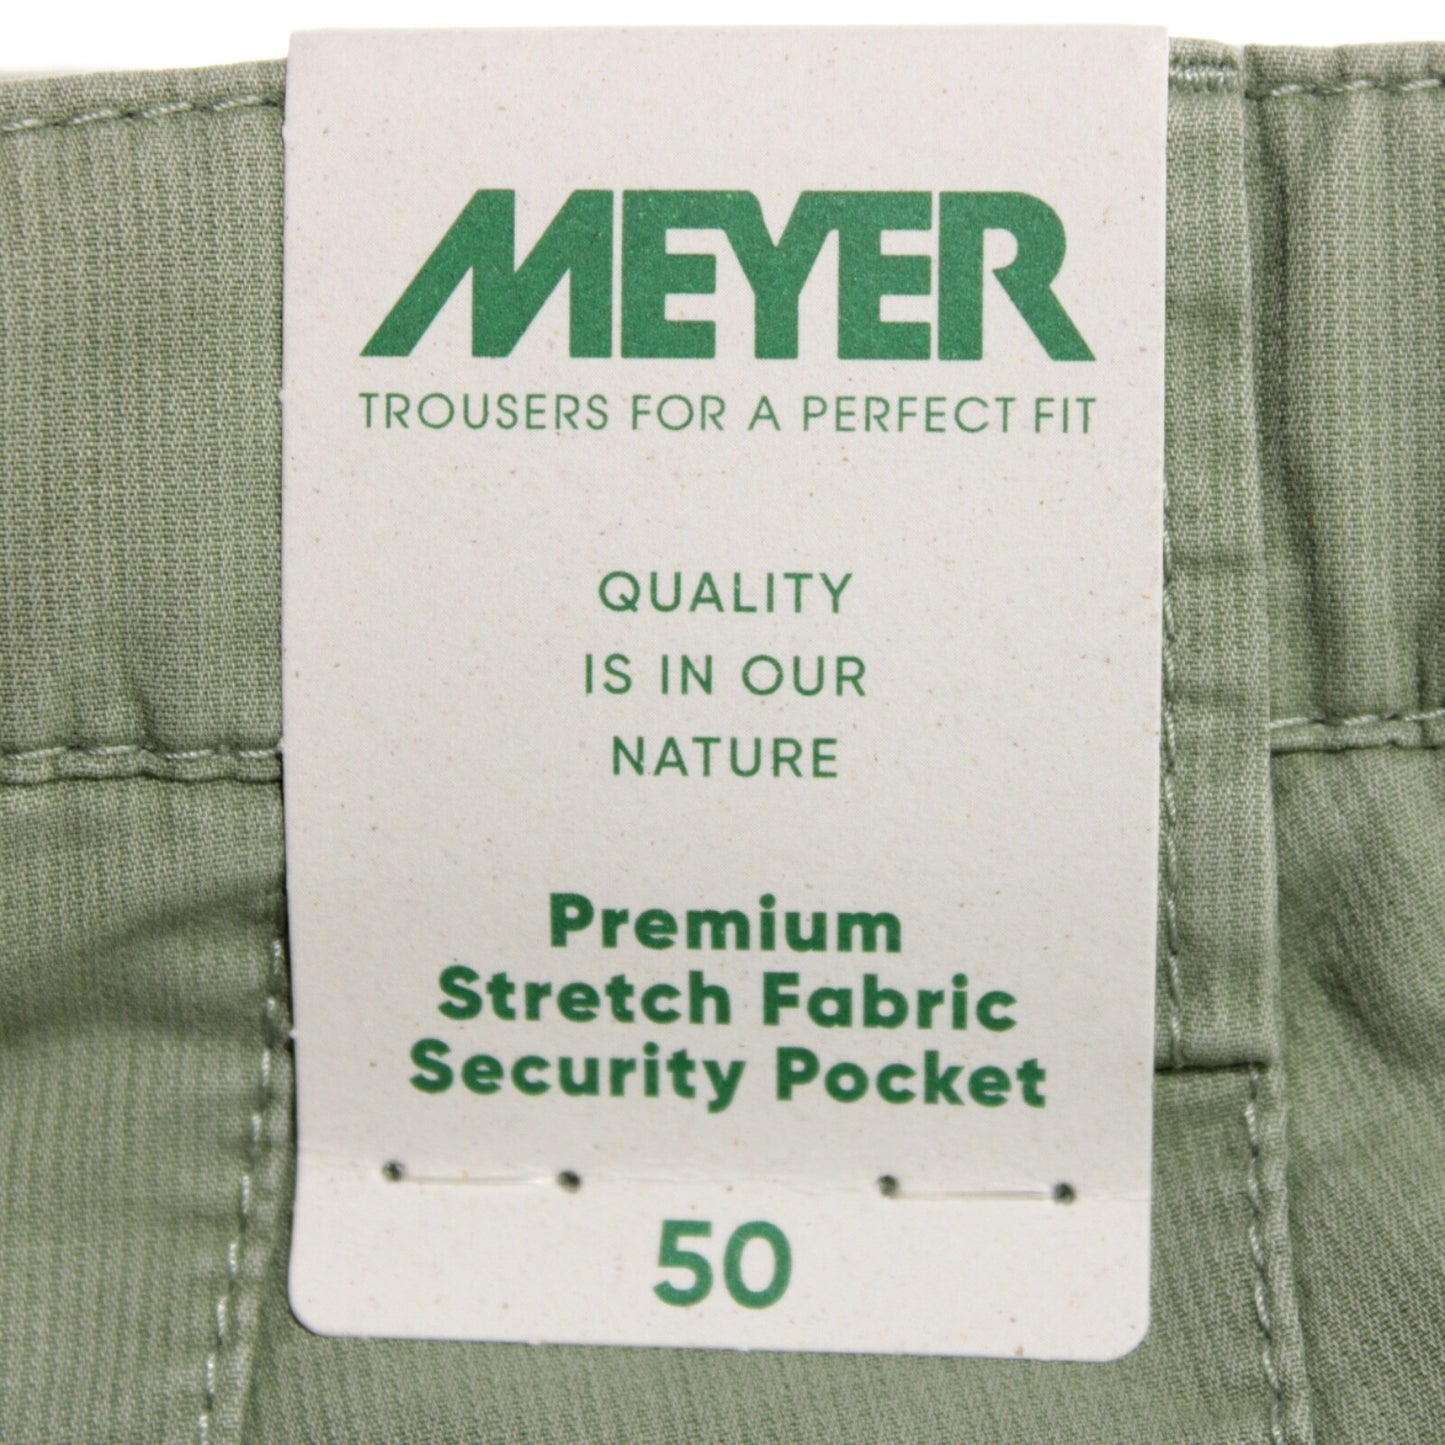 MEYER
TROUSERS FOR A PERFECT FIT
QUALITY
IS IN OUR
NATURE
Premium
Stretch Fabric
Security Pocket
50